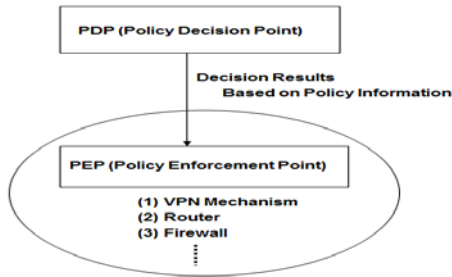 PDP (Policy Decision Point)
Decision Results
Based on Policy Information
PEP (Policy Enforcement Point)
(1) VPN Mechanism
(2) Router
(3) Firewall